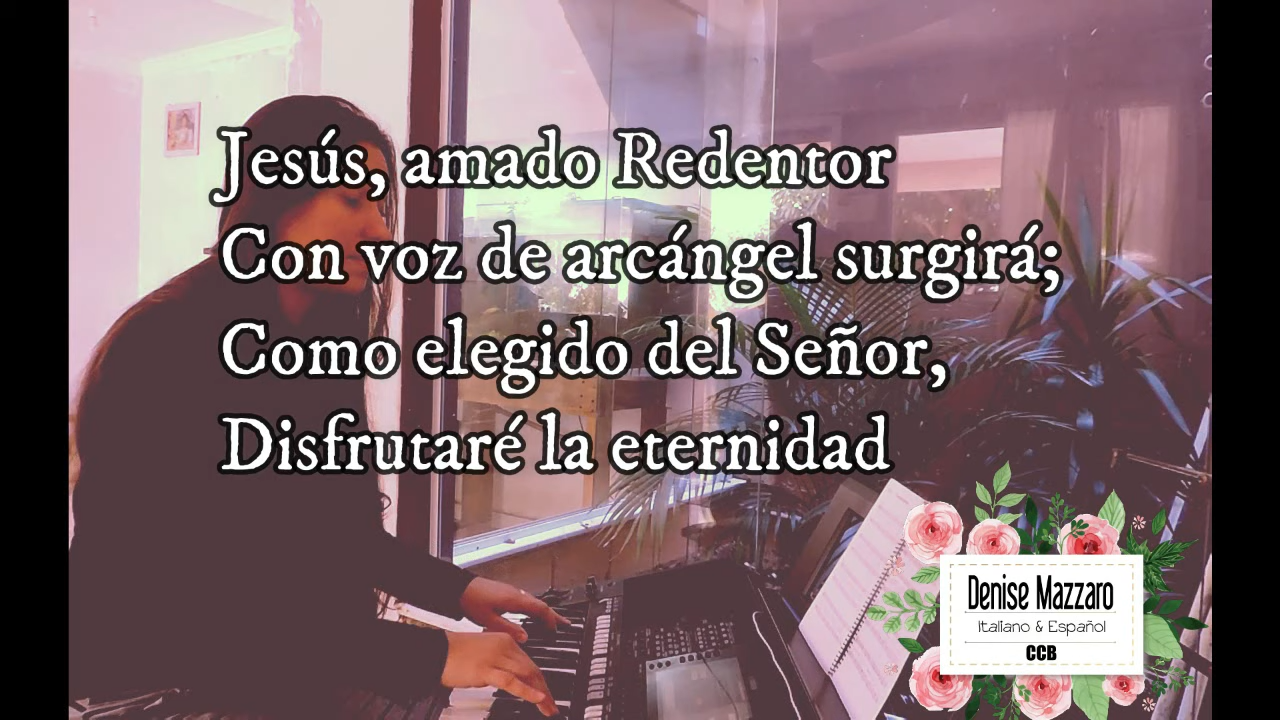 Jesús, amado Redentor
Con voz de arcángel surgirá;
Como elegido del Señor,
Disfrutaré la eternidad
Denise Mazzaro
Italiano & Español
CCB